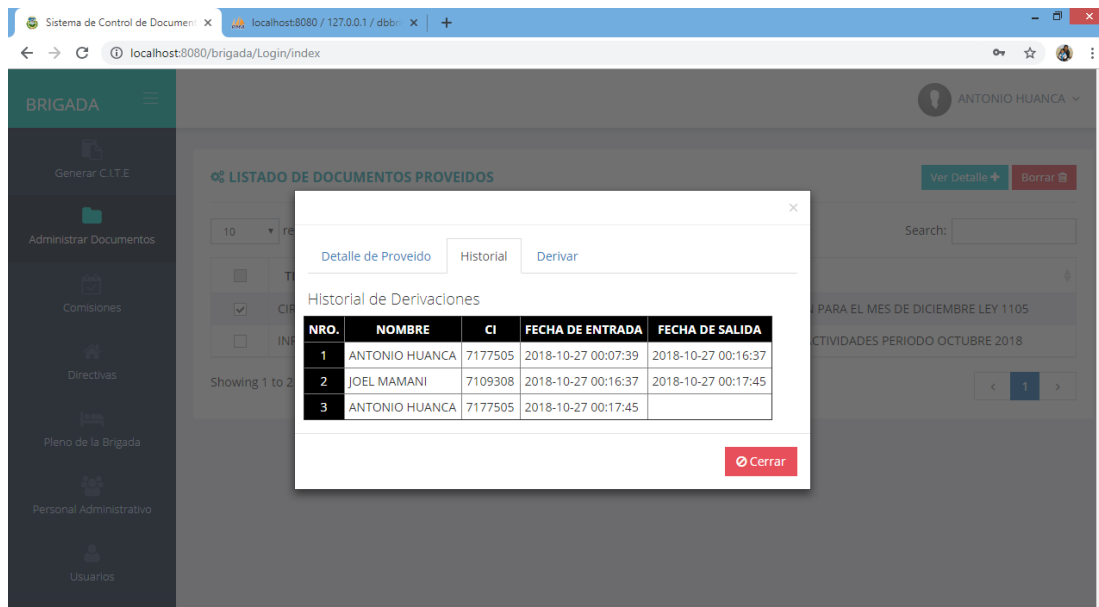 Sistema de Control de Document
localhost:8080 / 127.0.0.1 / dbbri
localhost:8080/brigada/Login/index
BRIGADA
ANTONIO HUANCA
Generar C.I.T.E
Administrar Documentos
Comisiones
Directivas
Pleno de la Brigada
Personal Administrativo
Usuarios
LISTADO DE DOCUMENTOS PROVEIDOS
Ver Detalle
Borrar
10 re
Search:
TI
CIR
PARA EL MES DE DICIEMBRE LEY 1105
INF
CTIVIDADES PERIODO OCTUBRE 2018
Showing 1 to 2
1
×
Detalle de Proveido Historial Derivar
Historial de Derivaciones
NRO. NOMBRE CI FECHA DE ENTRADA FECHA DE SALIDA
1 ANTONIO HUANCA 7177505 2018-10-27 00:07:39 2018-10-27 00:16:37
2 JOEL MAMANI 7109308 2018-10-27 00:16:37 2018-10-27 00:17:45
3 ANTONIO HUANCA 7177505 2018-10-27 00:17:45
Cerrar